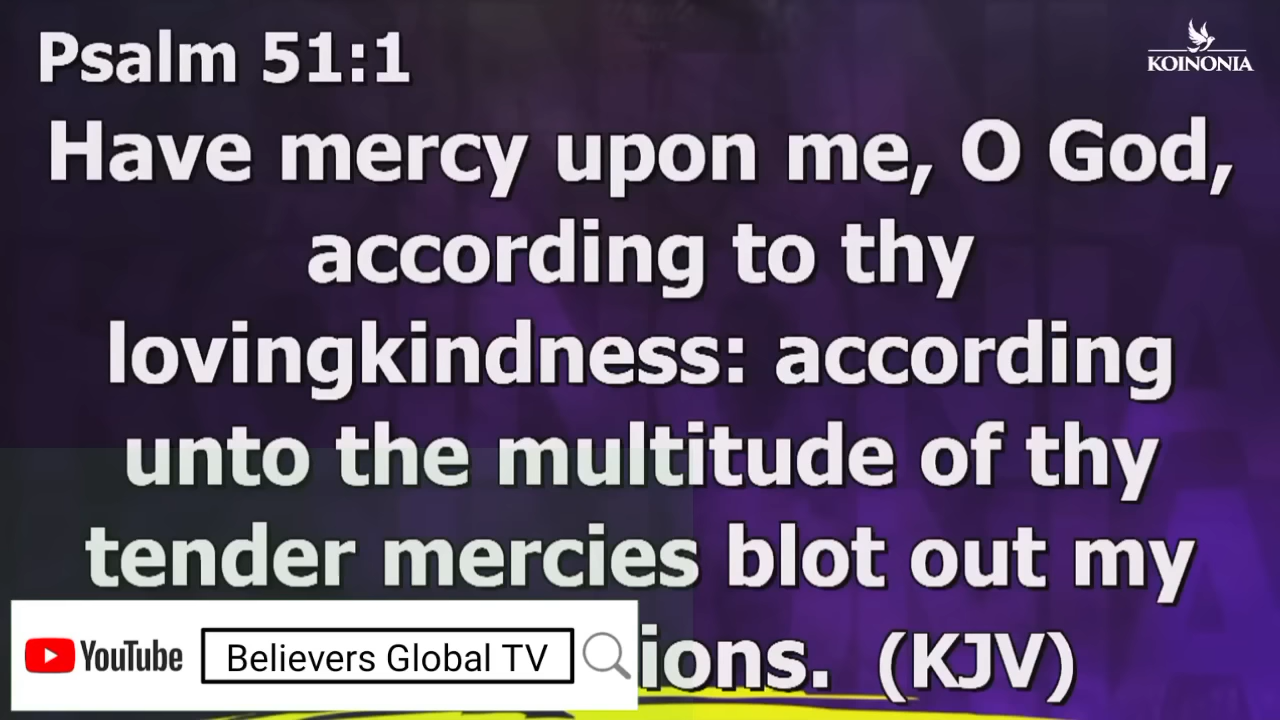 Psalm 51:1
KOINONIA
Have mercy upon me, O God,
according to thy
lovingkindness: according
unto the multitude of thy
tender mercies blot out my
ions. (KJV)
YouTube
Believers Global TV